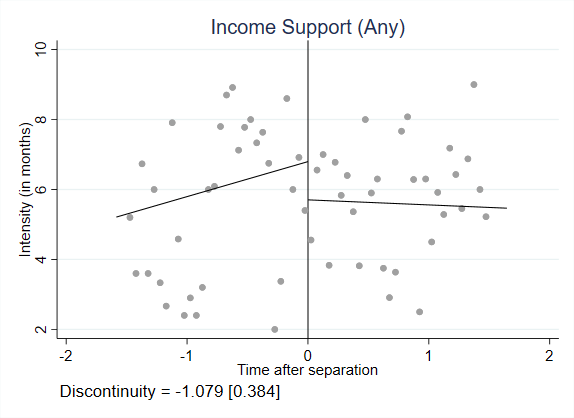 Income Support (Any)
Intensity (in months)
10
8
6
4
2
-2
-1
0
1
2
Time after separation
Discontinuity = -1.079 [0.384]